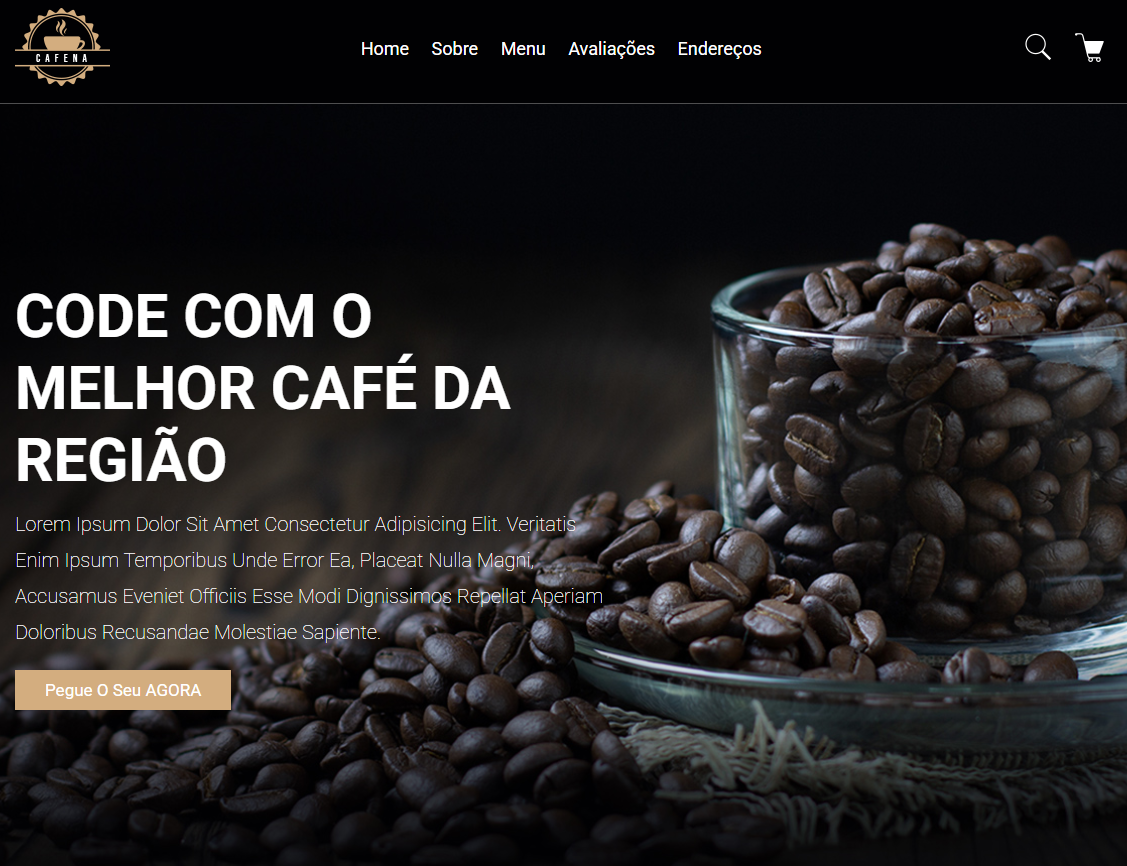 CAFENA
Home Sobre Menu Avaliações Endereços
CODE COM O
MELHOR CAFÉ DA
REGIÃO
Lorem Ipsum Dolor Sit Amet Consectetur Adipisicing Elit. Veritatis
Enim Ipsum Temporibus Unde Error Ea, Placeat Nulla Magni,
Accusamus Eveniet Officiis Esse Modi Dignissimos Repellat Aperiam
Doloribus Recusandae Molestiae Sapiente.
Pegue O Seu AGORA